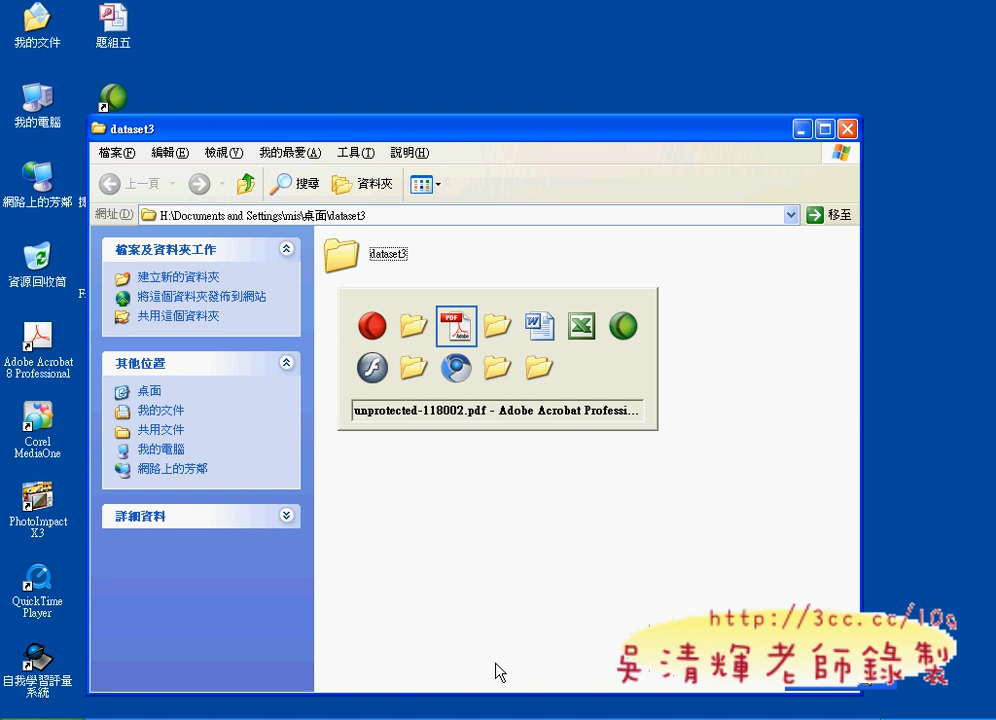 我的文件
題組五
我的電腦
網路上的芳鄰
資源回收筒
Adobe Acrobat
8 Professional
Corel
MediaOne
PhotoImpact
X3
QuickTime
Player
自我學習評量
系統
dataset3
檔案(F) 編輯(E) 檢視(V) 我的最愛(A) 工具(T) 說明(H)
上一頁 搜尋 資料夾
網址(D) H:\Documents and Settings\mis\桌面\dataset3 移至
檔案及資料夾工作
建立新的資料夾
將這個資料夾發佈到網站
共用這個資料夾
其他位置
桌面
我的文件
共用文件
我的電腦
網路上的芳鄰
詳細資料
dataset3
PDF
Adobe
unprotected-118002.pdf - Adobe Acrobat Professi...
http://3cc.cc/10q
吳清輝老師錄製